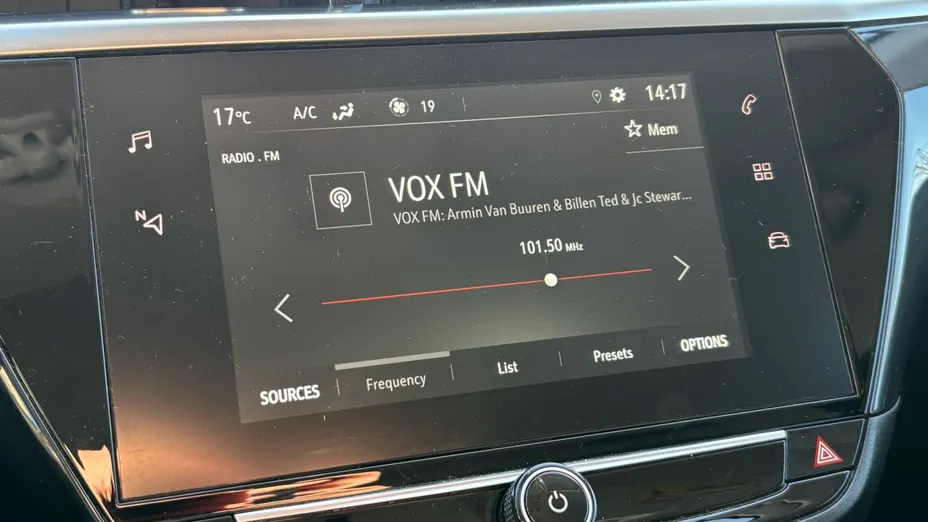 17°C A/C 19 14:17
Mem
RADIO . FM
VOX FM
VOX FM: Armin Van Buuren & Billen Ted & Jc Stewar...
101.50 MHz
N
SOURCES Frequency List Presets OPTIONS